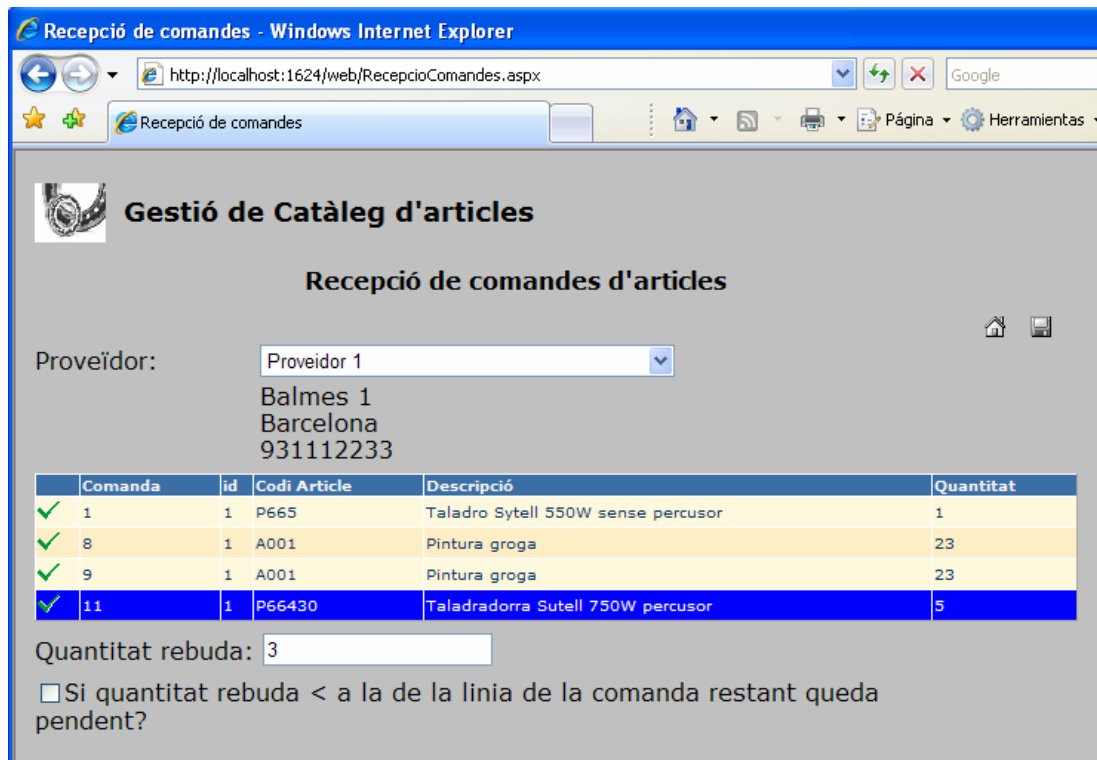 Recepció de comandes - Windows Internet Explorer
http://localhost:1624/web/RecepcioComandes.aspx
Google
Recepció de comandes
Página
Herramientas
Gestió de Catàleg d'articles
Recepció de comandes d'articles
Proveïdor:
Proveidor 1
Balmes 1
Barcelona
931112233
Comanda id Codi Article Descripció Quantitat
1 1 P665 Taladro Sytell 550W sense percusor 1
8 1 A001 Pintura groga 23
9 1 A001 Pintura groga 23
11 1 P66430 Taladradorra Sutell 750W percusor 5
Quantitat rebuda: 3
Si quantitat rebuda < a la de la linia de la comanda restant queda
pendent?